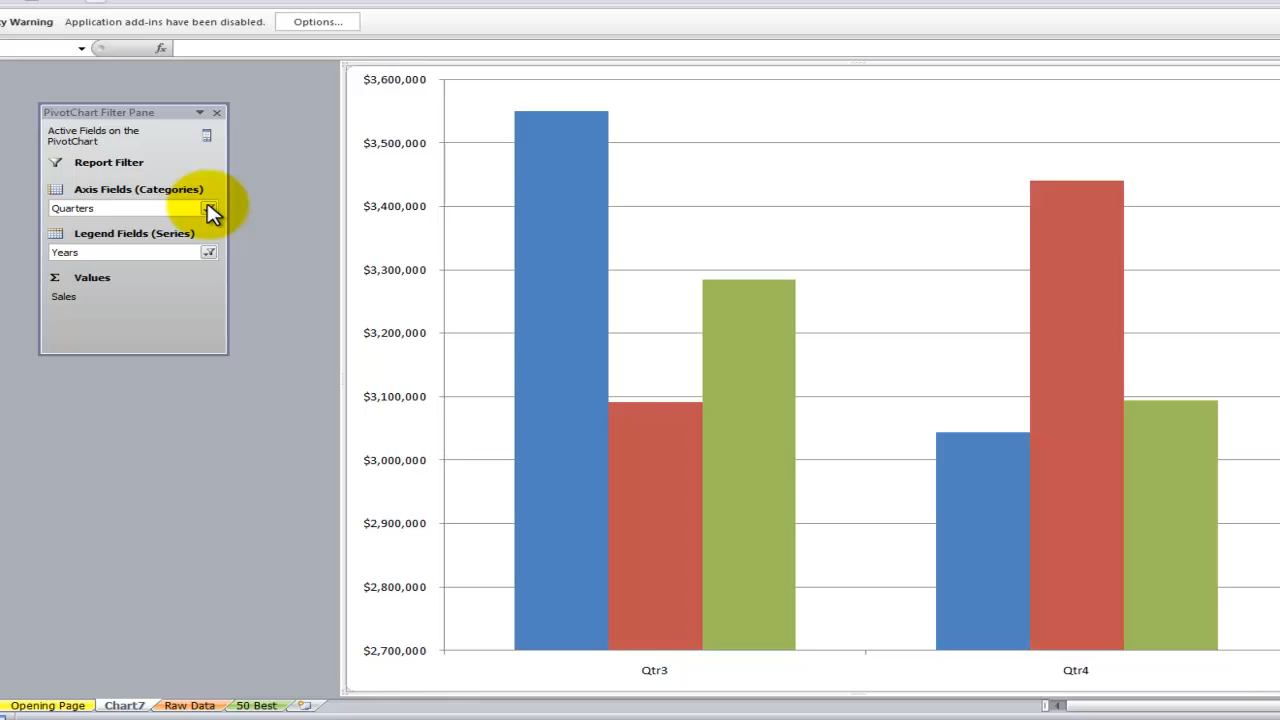 y Warning Application add-ins have been disabled. Options...
fx
PivotChart Filter Pane
Active Fields on the
PivotChart
Report Filter
Axis Fields (Categories)
Quarters
Legend Fields (Series)
Years
Σ Values
Sales
$3,600,000
$3,500,000
$3,400,000
$3,300,000
$3,200,000
$3,100,000
$3,000,000
$2,900,000
$2,800,000
$2,700,000
Qtr3 Qtr4
Opening Page Chart7 Raw Data 50 Best